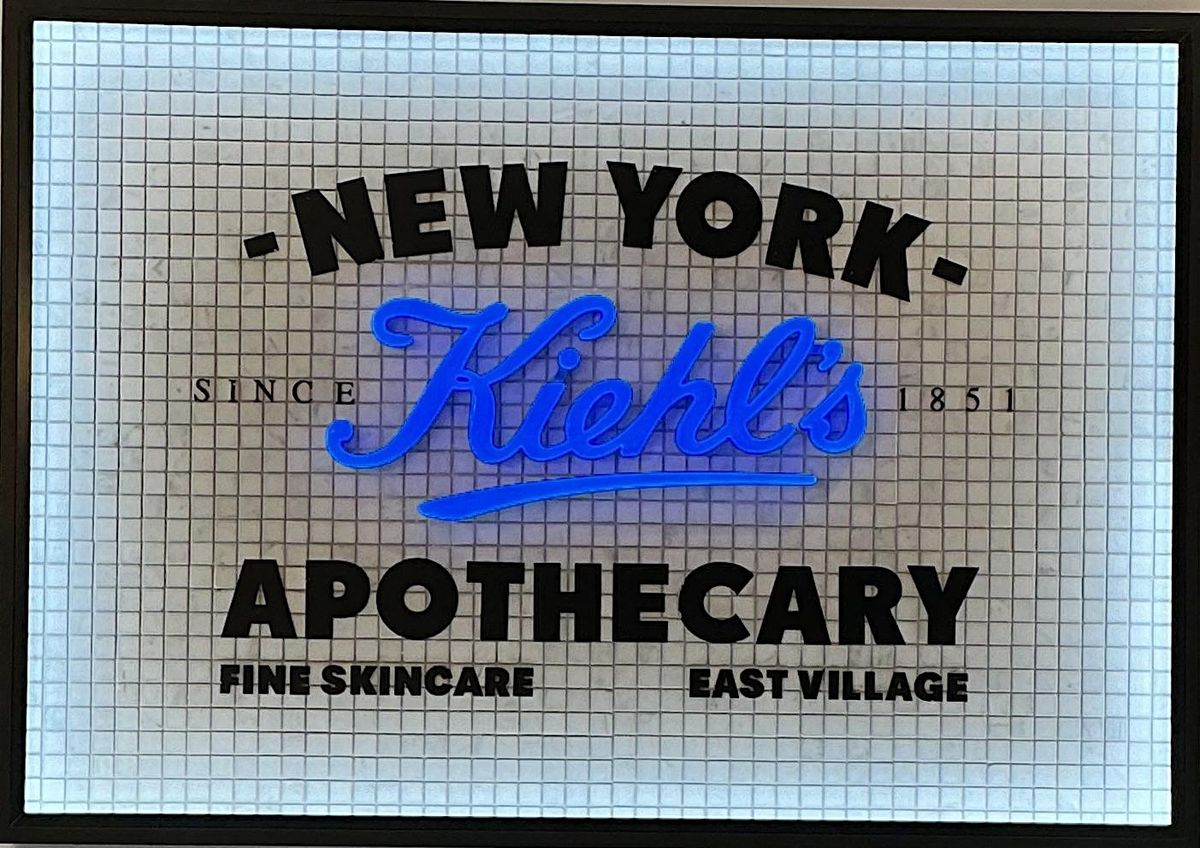 -NEW YORK-
SINCE Kiehl's 1851
APOTHECARY
FINE SKINCARE EAST VILLAGE